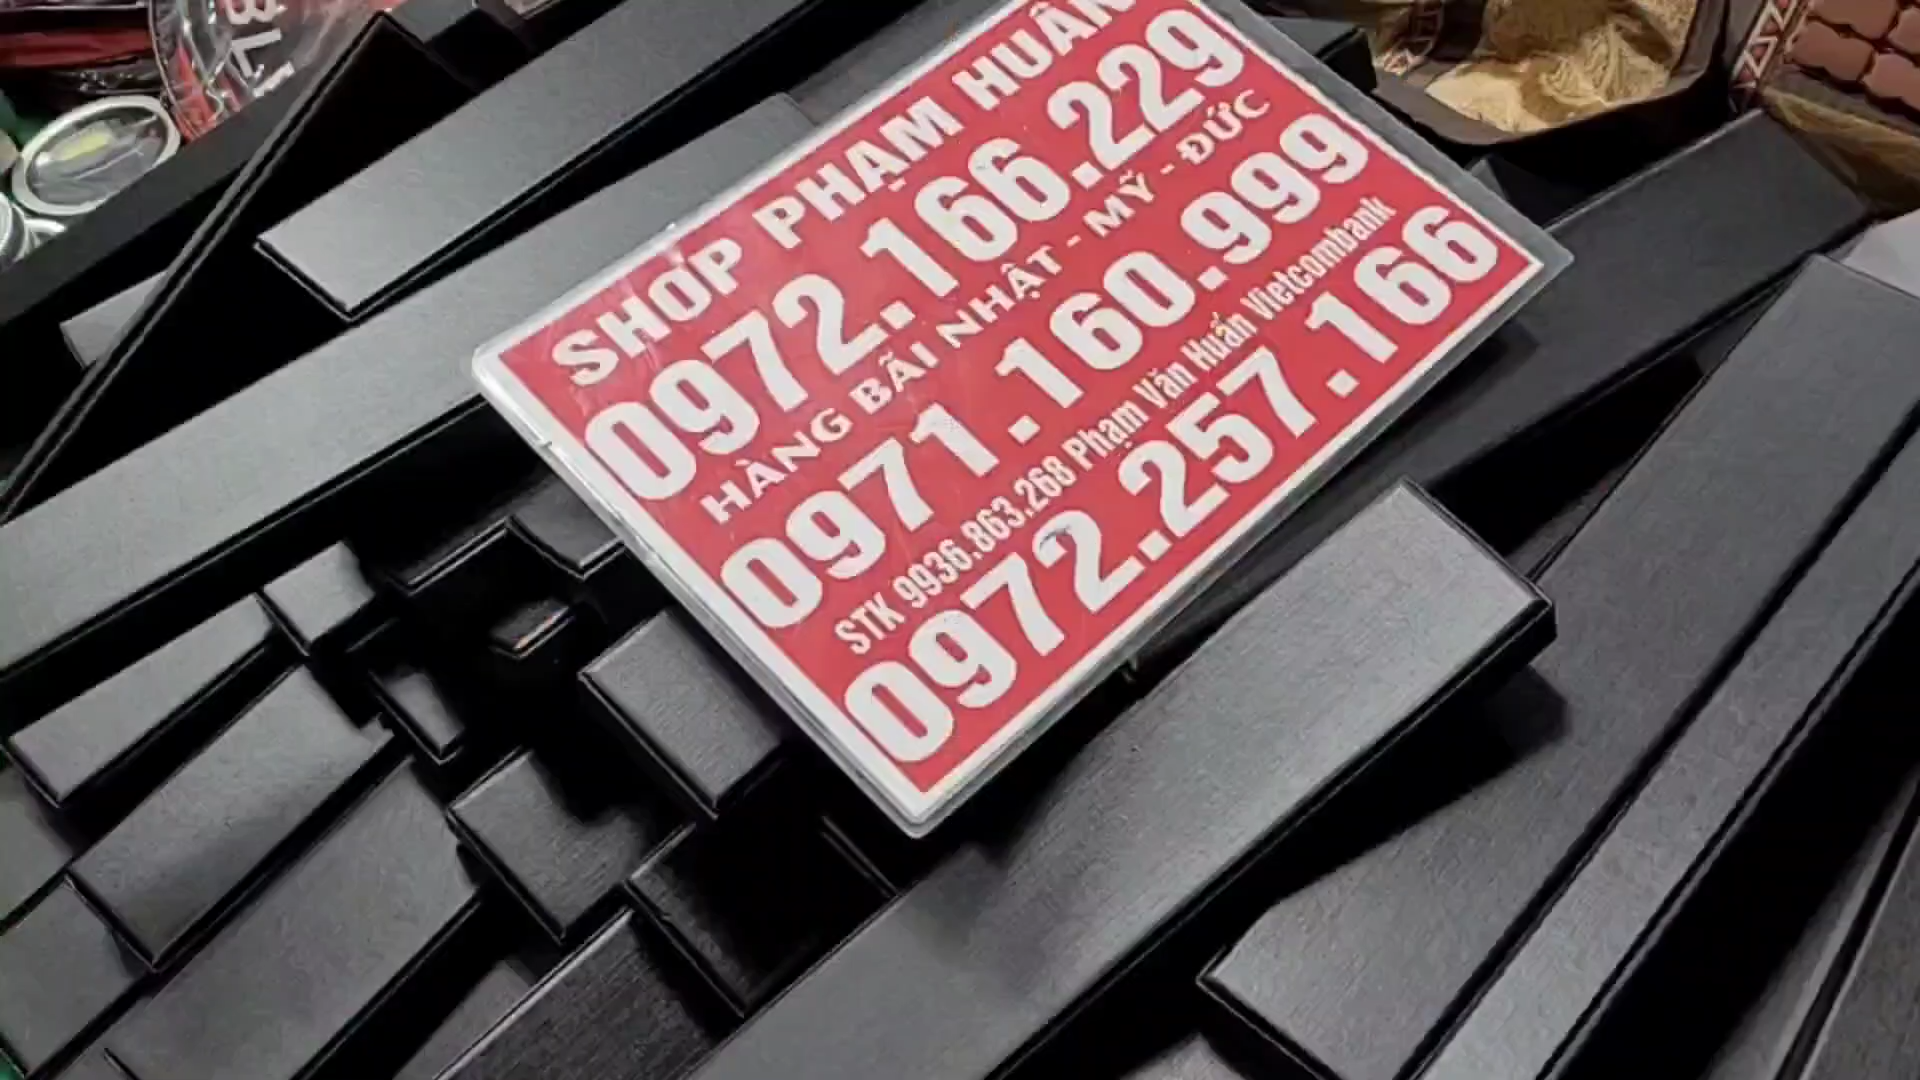 SHOP PHẠM HUÂN
0972.166.229
HÀNG BÃI NHẬT - MỸ - ĐỨC
0971.160.999
STK 9936.863.268 Phạm Văn Huấn Vietcombank
0972.257.166